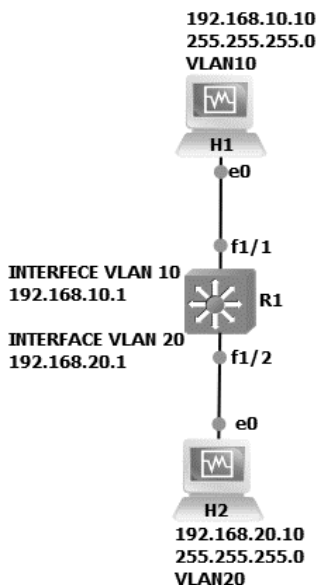 192.168.10.10
255.255.255.0
VLAN10
H1
e0
f1/1
INTERFECE VLAN 10
192.168.10.1
R1
INTERFACE VLAN 20
192.168.20.1
f1/2
e0
H2
192.168.20.10
255.255.255.0
VLAN20